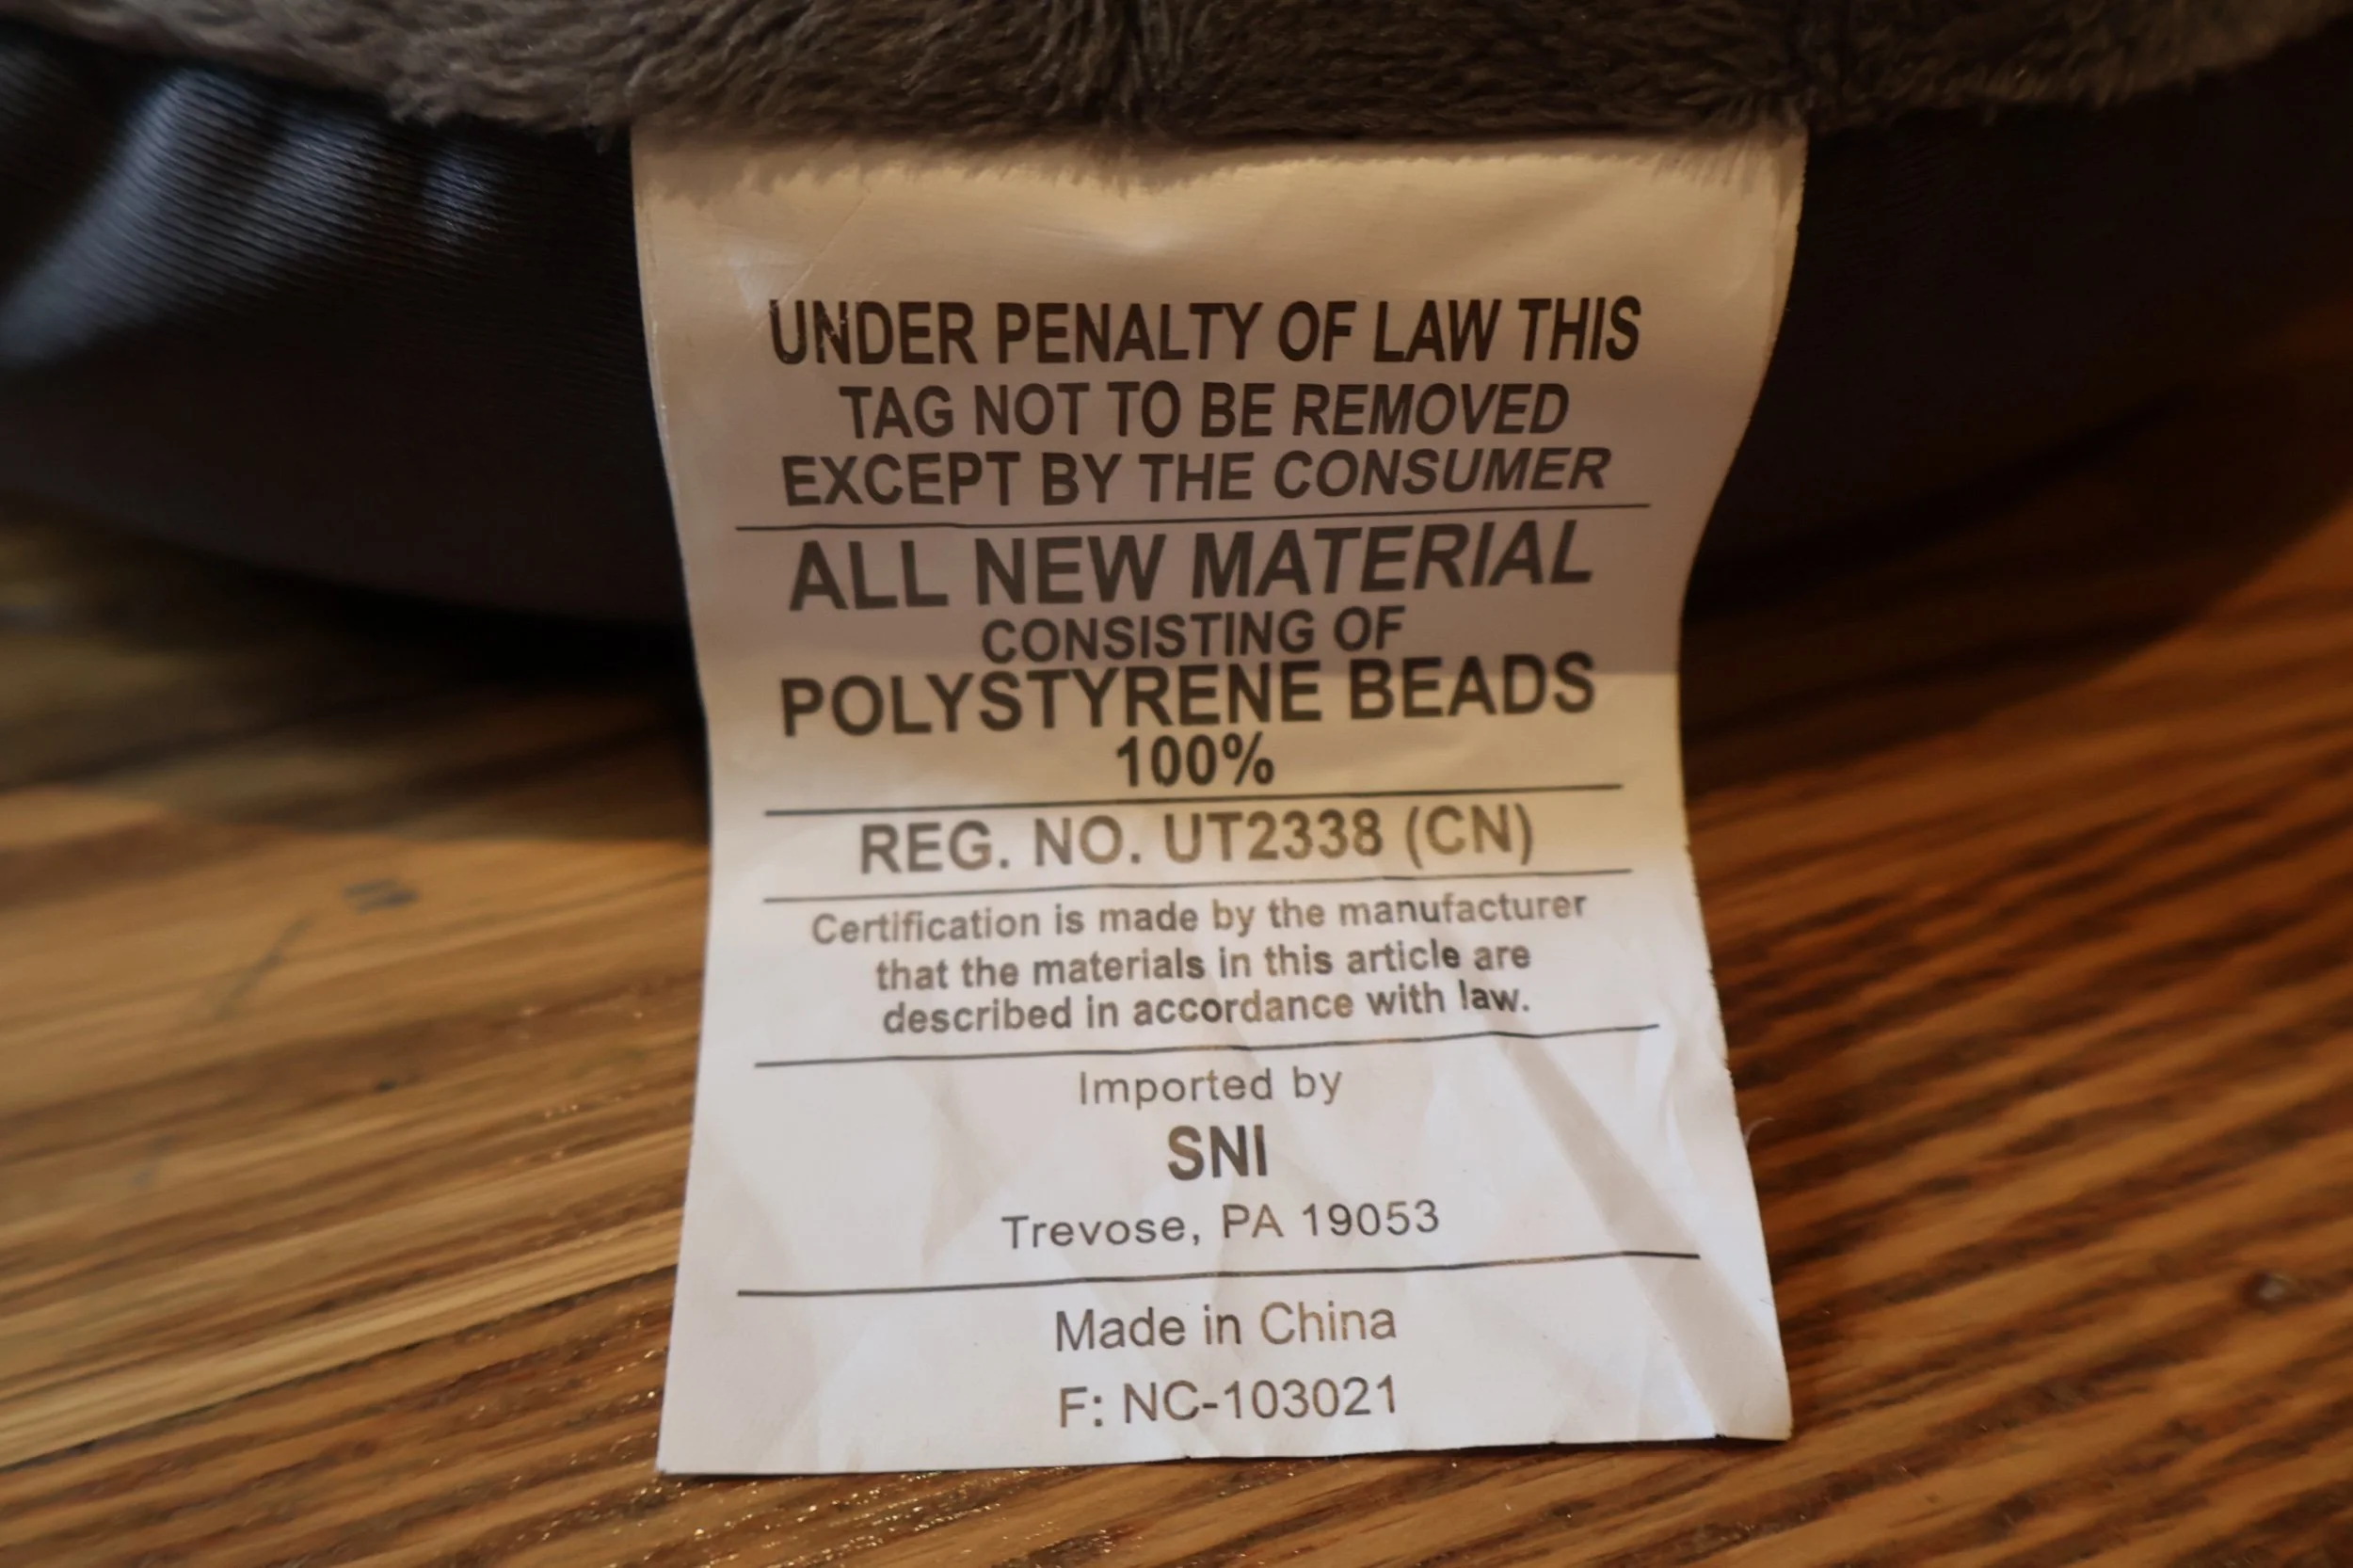 UNDER PENALTY OF LAW THIS
TAG NOT TO BE REMOVED
EXCEPT BY THE CONSUMER
ALL NEW MATERIAL
CONSISTING OF
POLYSTYRENE BEADS
100%
REG. NO. UT2338 (CN)
Certification is made by the manufacturer
that the materials in this article are
described in accordance with law.
Imported by
SNI
Trevose, PA 19053
Made in China
F: NC-103021